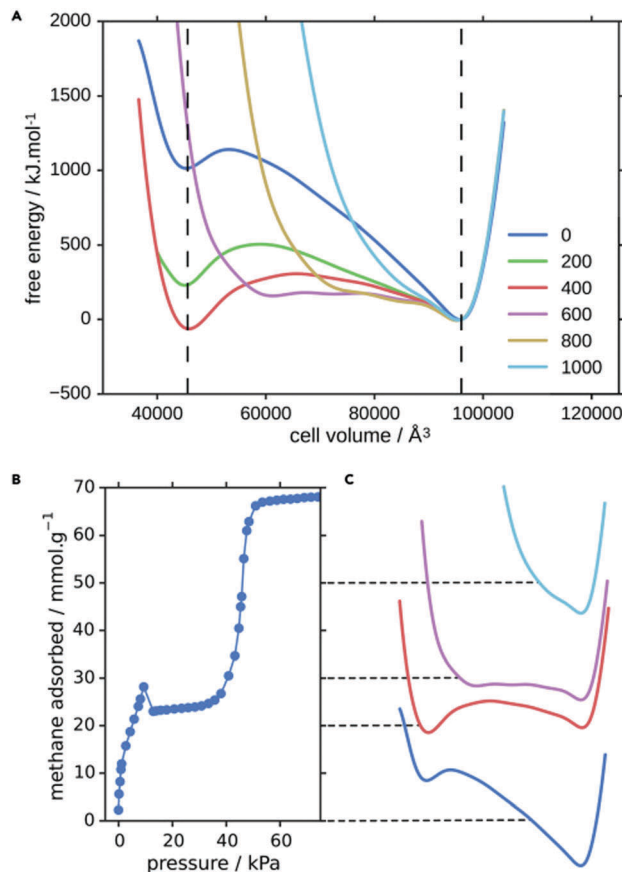 A
2000
1500
1000
500
0
−500
free energy / kJ.mol⁻¹
0
200
400
600
800
1000
40000 60000 80000 100000 120000
cell volume / Å³
B
C
70
60
50
40
30
20
10
0
methane adsorbed / mmol.g⁻¹
0 20 40 60
pressure / kPa